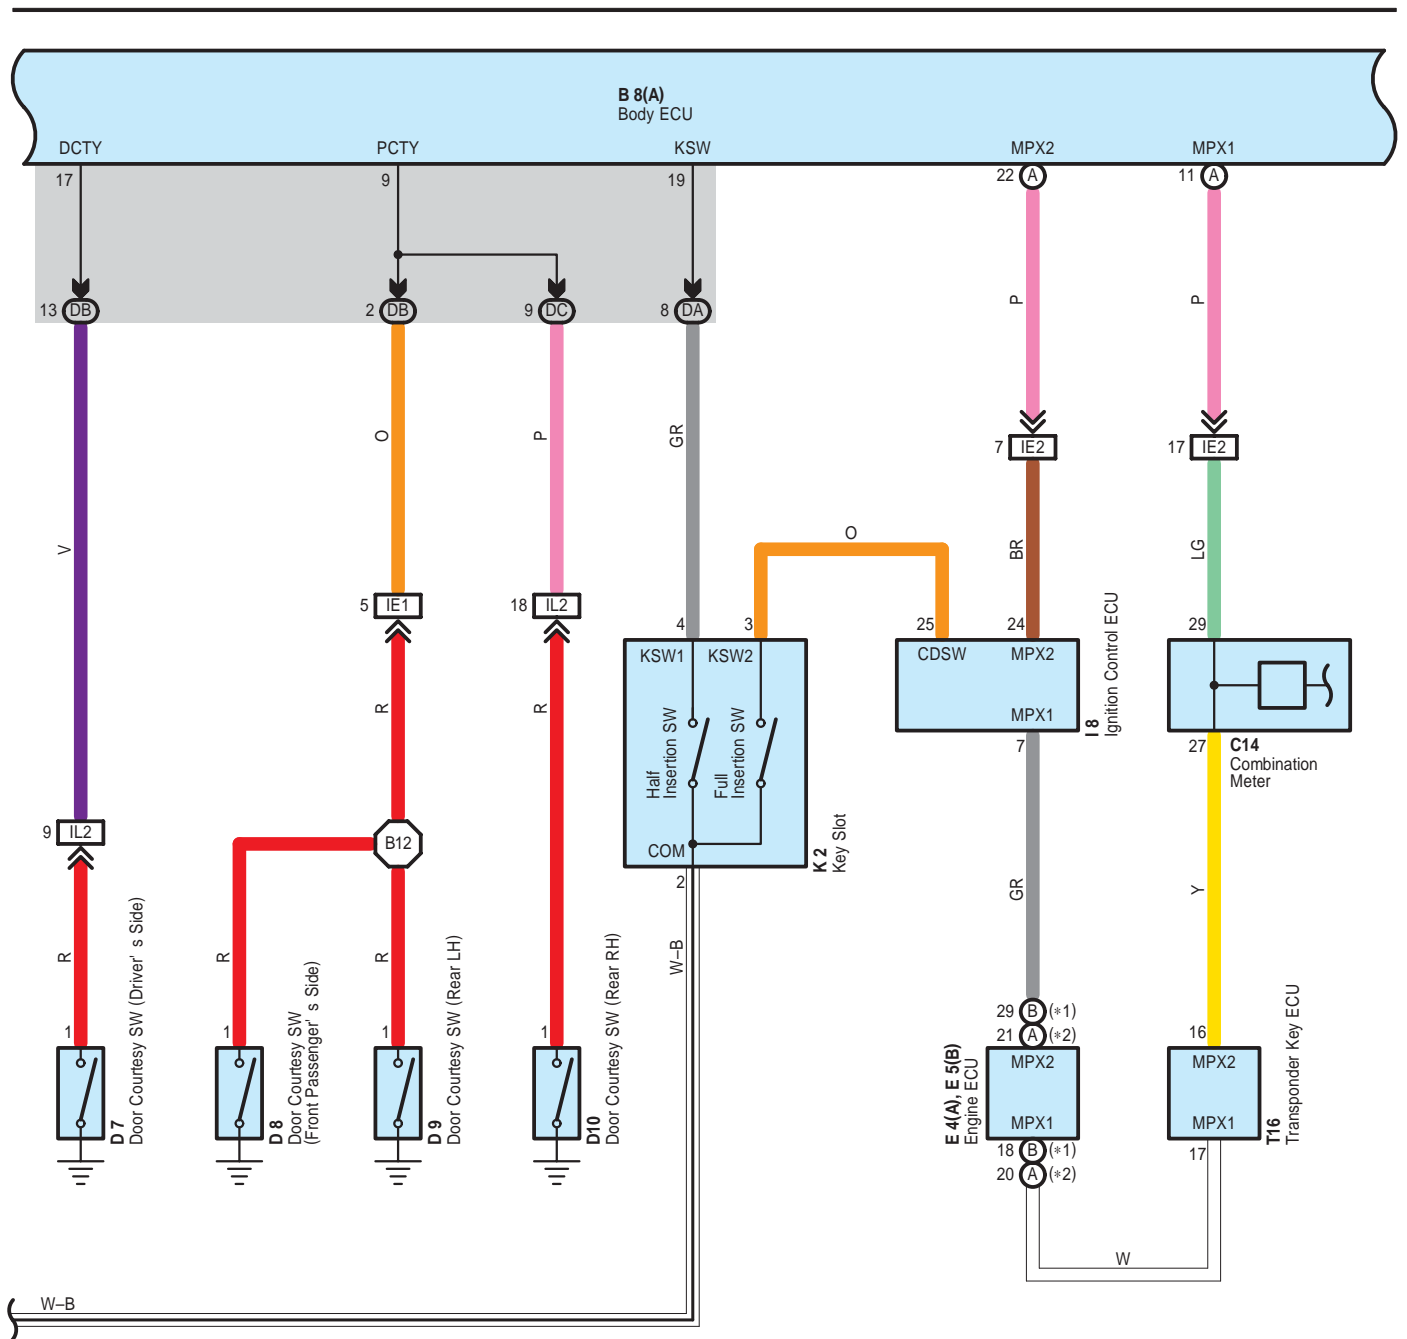 B 8(A)
Body ECU
DCTY
PCTY
KSW
MPX2
MPX1
17
9
19
22 A
11 A
13 DB
2 DB
9 DC
8 DA
P
P
O
P
GR
7 IE2
17 IE2
V
O
BR
LG
5 IE1
18 IL2
4
3
25
24
29
KSW1
KSW2
CDSW
MPX2
MPX1
I 8
Ignition Control ECU
R
R
Half
Insertion SW
Full
Insertion SW
7
27
C14
Combination
Meter
9 IL2
B12
COM
K 2
Key Slot
2
GR
Y
R
R
R
W–B
29 B (*1)
21 A (*2)
16
1
1
1
1
MPX2
MPX1
MPX2
MPX1
D 7
Door Courtesy SW (Driver' s Side)
D 8
Door Courtesy SW
(Front Passenger' s Side)
D 9
Door Courtesy SW (Rear LH)
D10
Door Courtesy SW (Rear RH)
E 4(A), E 5(B)
Engine ECU
T16
Transponder Key ECU
18 B (*1)
20 A (*2)
17
W
W–B